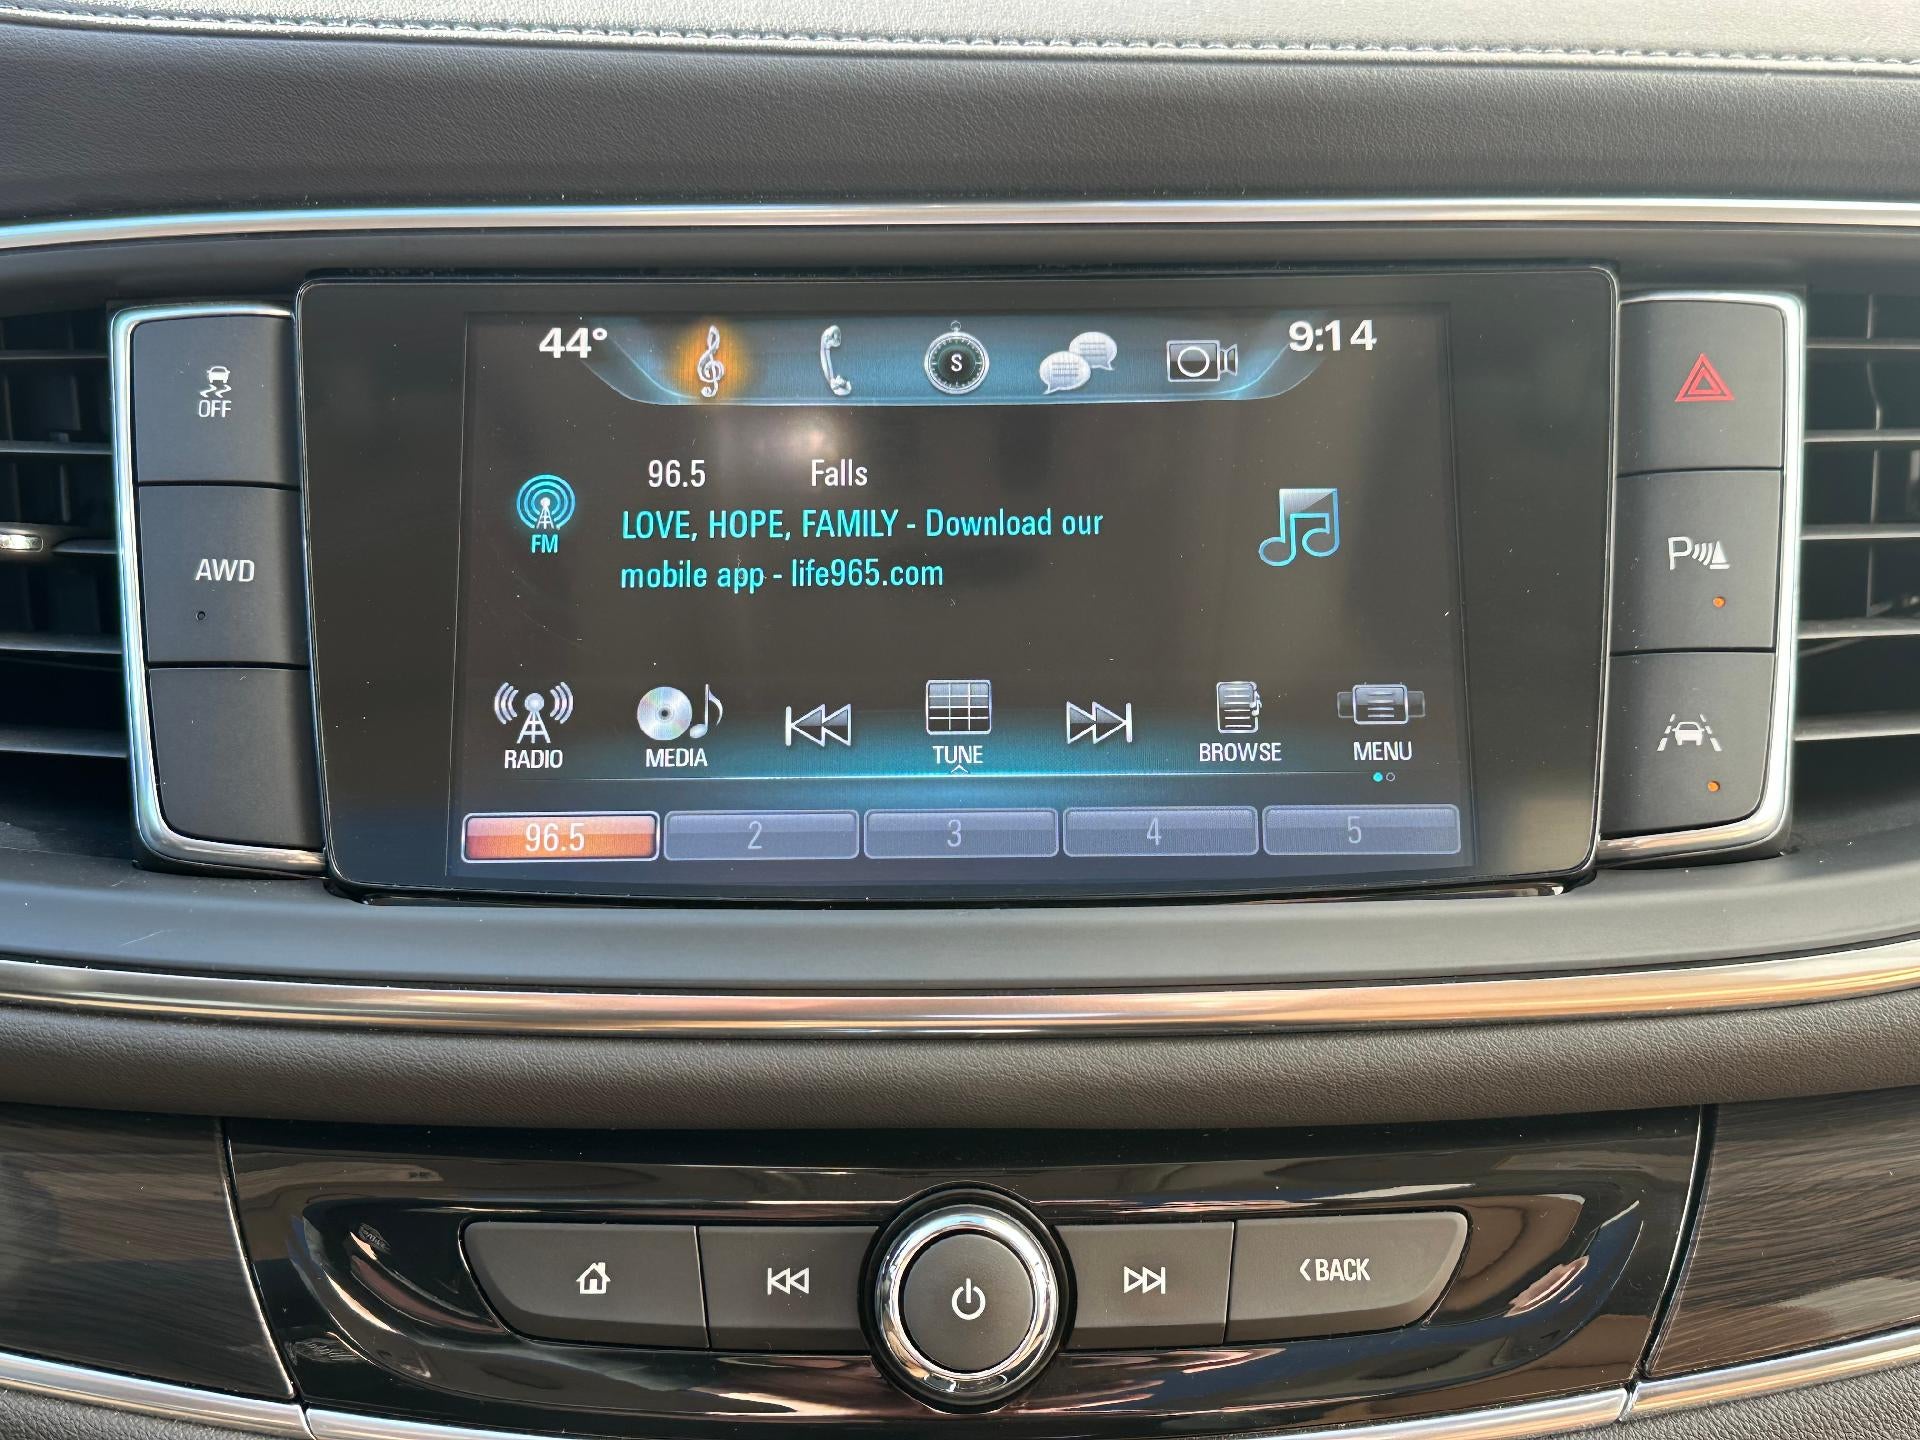 44° S 9:14
OFF
96.5 Falls
LOVE, HOPE, FAMILY - Download our
FM
mobile app - life965.com
AWD
P
RADIO MEDIA TUNE BROWSE MENU
96.5 2 3 4 5
<BACK